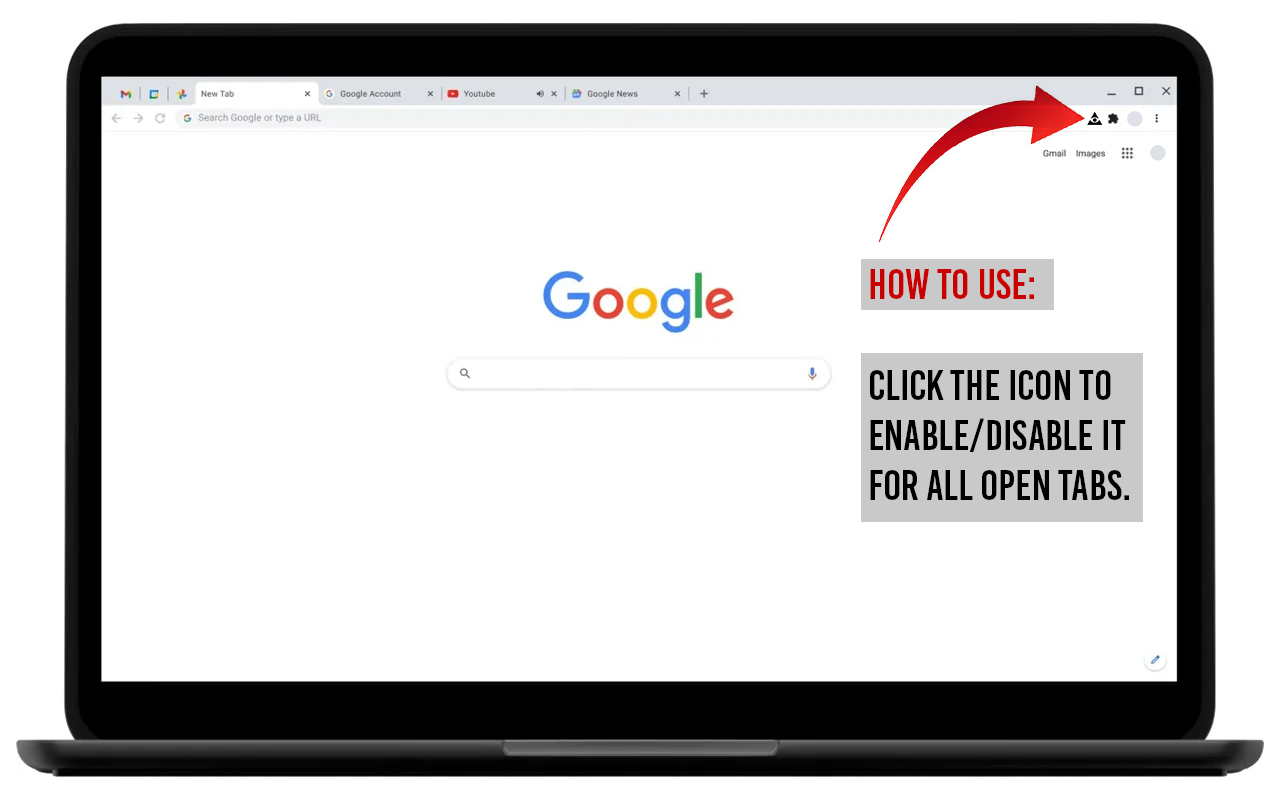 New Tab
Google Account
Youtube
Google News
Search Google or type a URL
Gmail
Images
Google
HOW TO USE:
CLICK THE ICON TO
ENABLE/DISABLE IT
FOR ALL OPEN TABS.